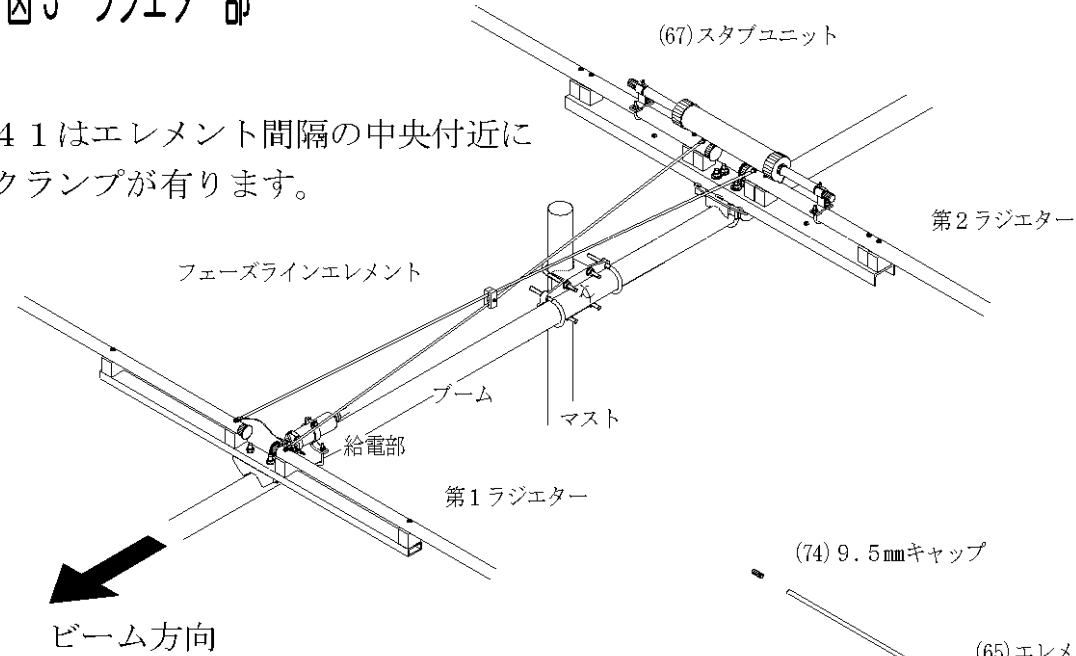 (67)スタブユニット
41はエレメント間隔の中央付近に
クランプが有ります。
第2ラジエター
フェーズラインエレメント
ブーム
マスト
給電部
第1ラジエター
(74)9.5mmキャップ
ビーム方向
(65)エレメ